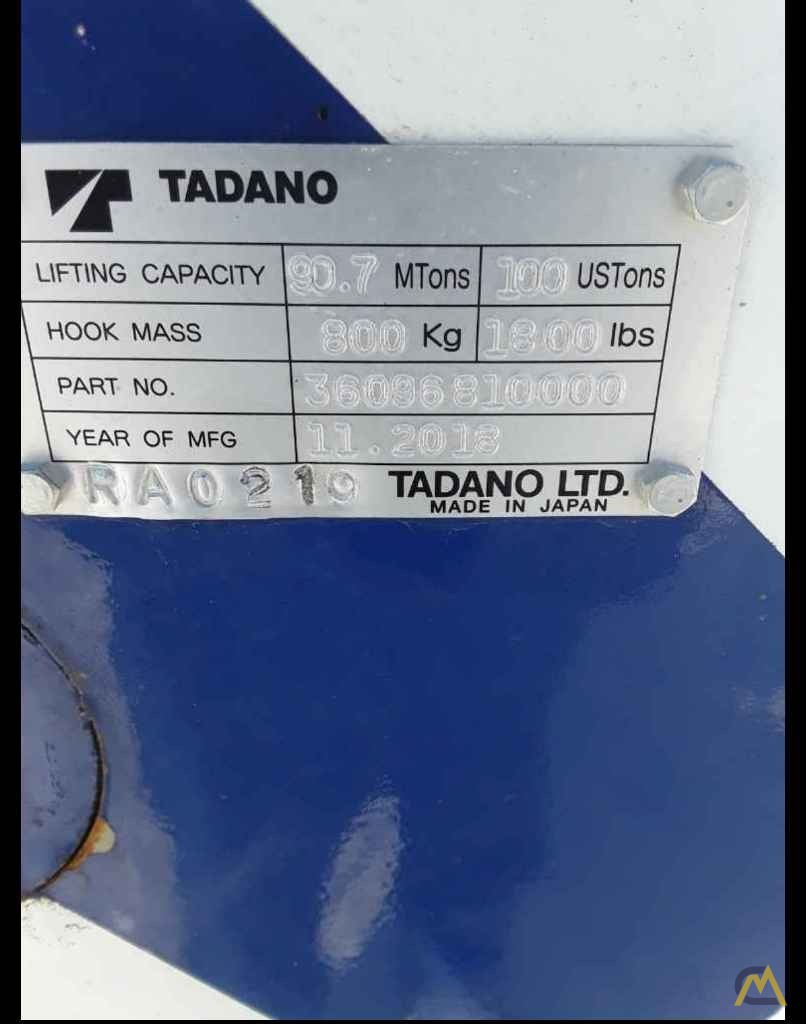 TADANO
LIFTING CAPACITY 90.7 MTons 100 USTons
HOOK MASS 800 Kg 1800 lbs
PART NO. 36096810000
YEAR OF MFG 11.2018
RA0219 TADANO LTD.
MADE IN JAPAN